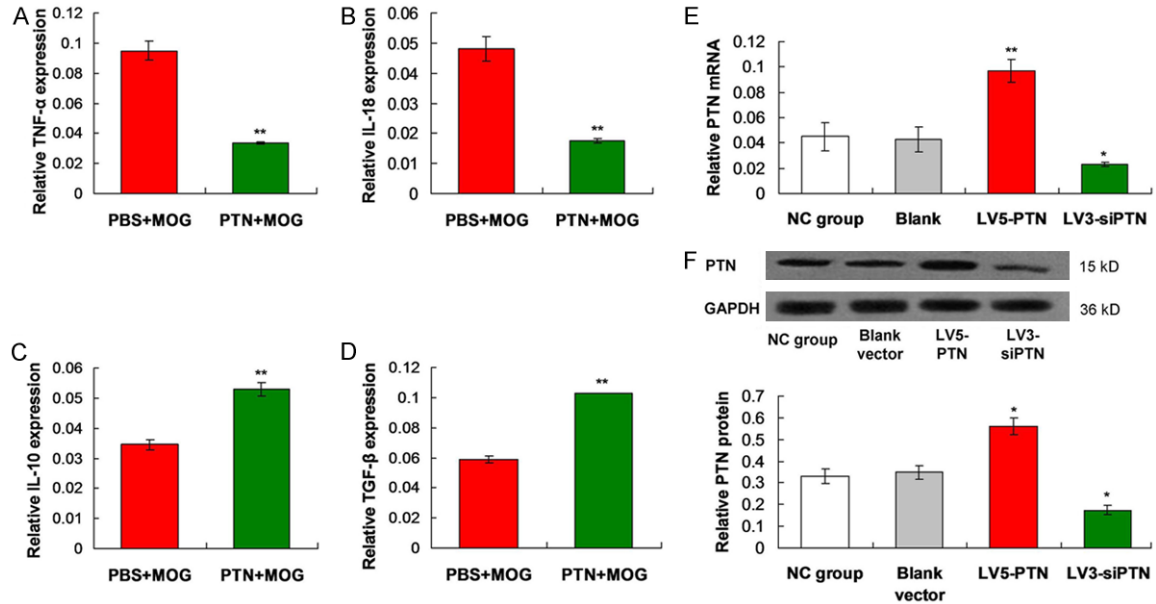 A
Relative TNF-α expression
0.12
0.1
0.08
0.06
0.04
0.02
0
**
PBS+MOG PTN+MOG
B
Relative IL-18 expression
0.06
0.05
0.04
0.03
0.02
0.01
0
**
PBS+MOG PTN+MOG
C
Relative IL-10 expression
0.06
0.05
0.04
0.03
0.02
0.01
0
**
PBS+MOG PTN+MOG
D
Relative TGF-β expression
0.12
0.1
0.08
0.06
0.04
0.02
0
**
PBS+MOG PTN+MOG
E
Relative PTN mRNA
0.12
0.1
0.08
0.06
0.04
0.02
0
**
*
NC group Blank LV5-PTN LV3-siPTN
F
PTN 15 kD
GAPDH 36 kD
NC group Blank LV5- LV3-
vector PTN siPTN
Relative PTN protein
0.7
0.6
0.5
0.4
0.3
0.2
0.1
0
*
*
NC group Blank LV5-PTN LV3-siPTN
vector